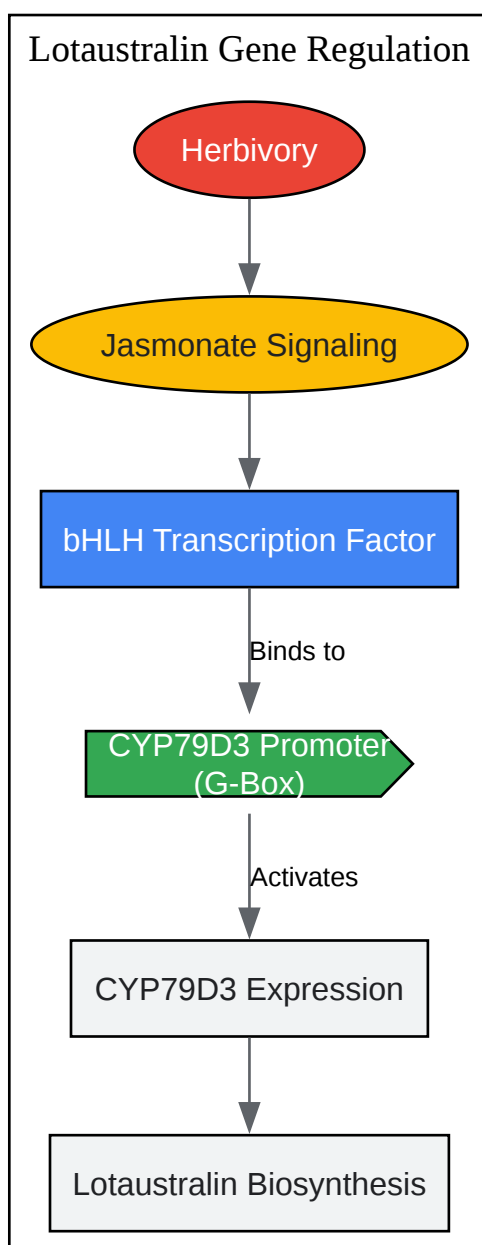 Lotaustralin Gene Regulation
Herbivory
Jasmonate Signaling
bHLH Transcription Factor
Binds to
CYP79D3 Promoter
(G-Box)
Activates
CYP79D3 Expression
Lotaustralin Biosynthesis